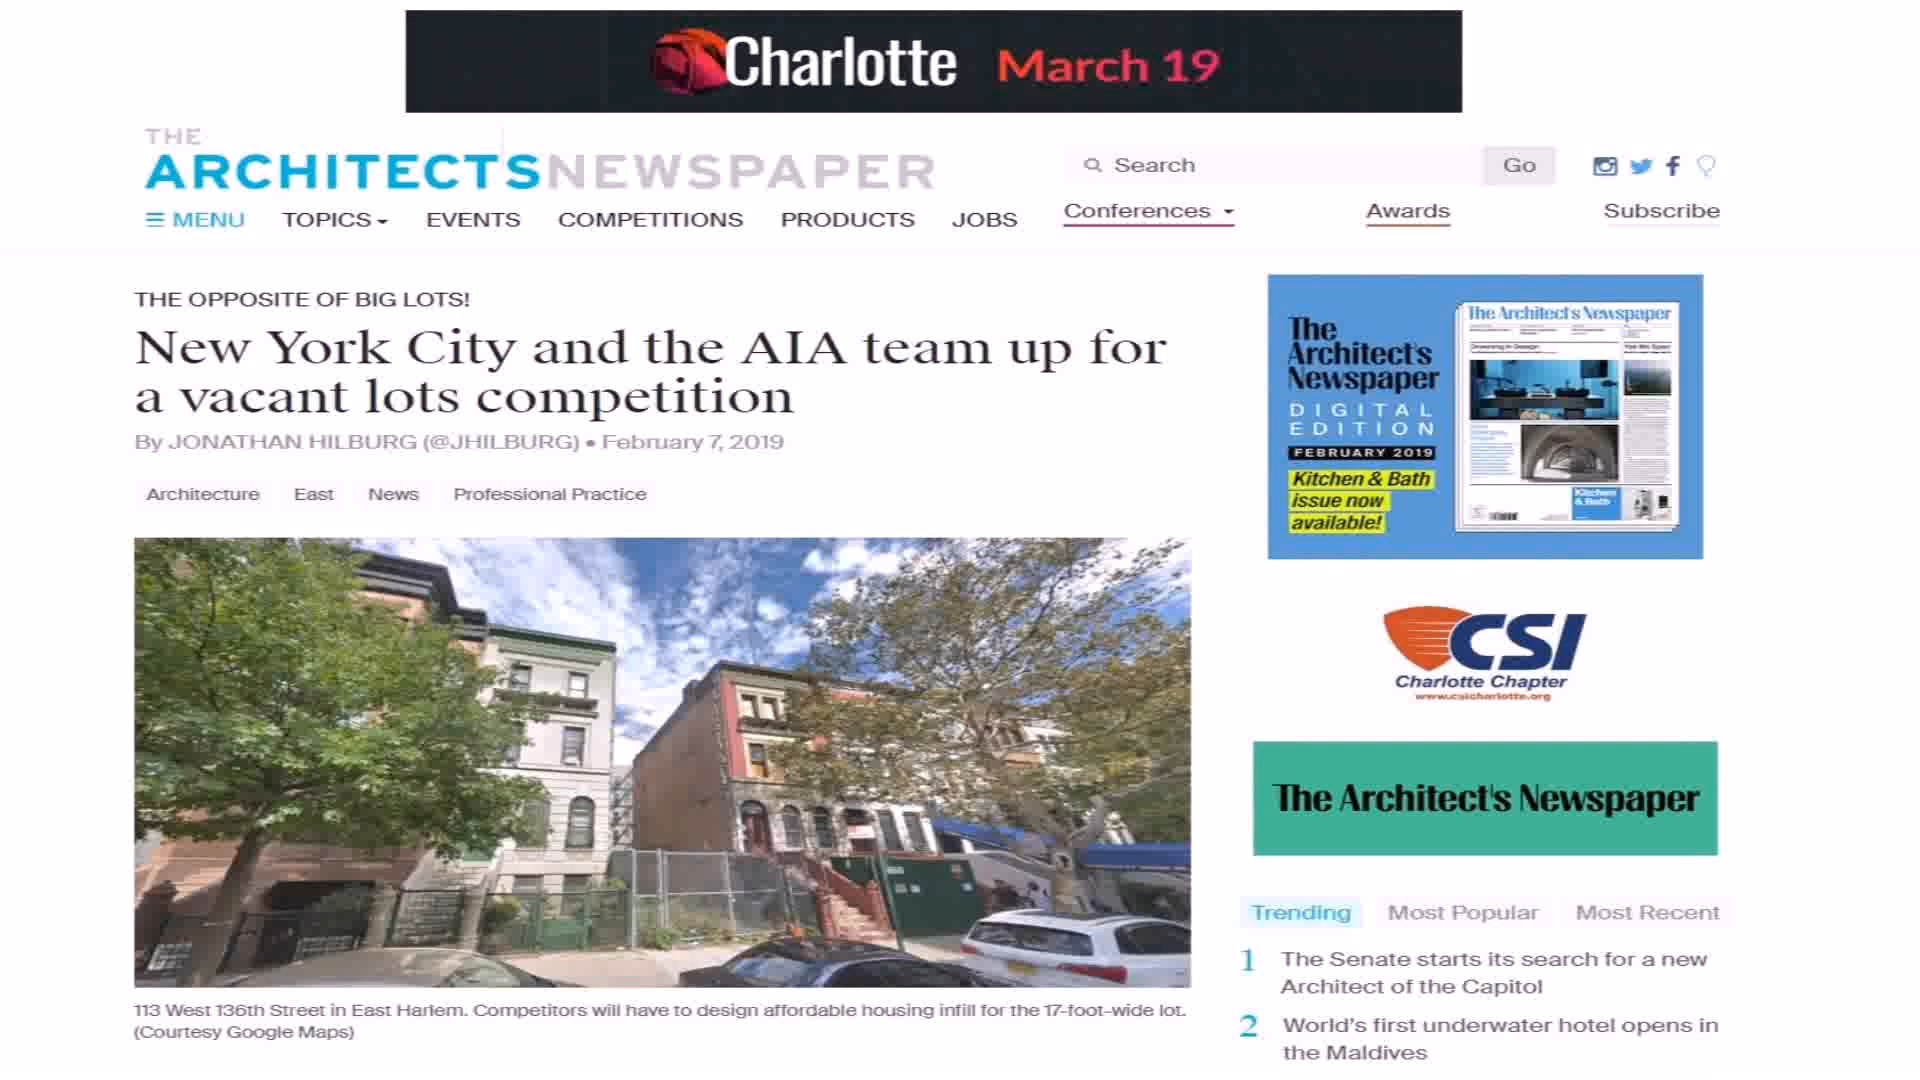 Charlotte March 19
THE
ARCHITECTSNEWSPAPER
Search
Go
MENU
TOPICS
EVENTS
COMPETITIONS
PRODUCTS
JOBS
Conferences
Awards
Subscribe
THE OPPOSITE OF BIG LOTS!
New York City and the AIA team up for
a vacant lots competition
By JONATHAN HILBURG (@JHILBURG) • February 7, 2019
Architecture
East
News
Professional Practice
113 West 136th Street in East Harlem. Competitors will have to design affordable housing infill for the 17-foot-wide lot.
(Courtesy Google Maps)
The
Architect's
Newspaper
DIGITAL
EDITION
FEBRUARY 2019
Kitchen & Bath
issue now
available!
The Architect's Newspaper
Kitchen
& Bath
CSI
Charlotte Chapter
www.csicharlotte.org
The Architect's Newspaper
Trending
Most Popular
Most Recent
1 The Senate starts its search for a new
Architect of the Capitol
2 World's first underwater hotel opens in
the Maldives